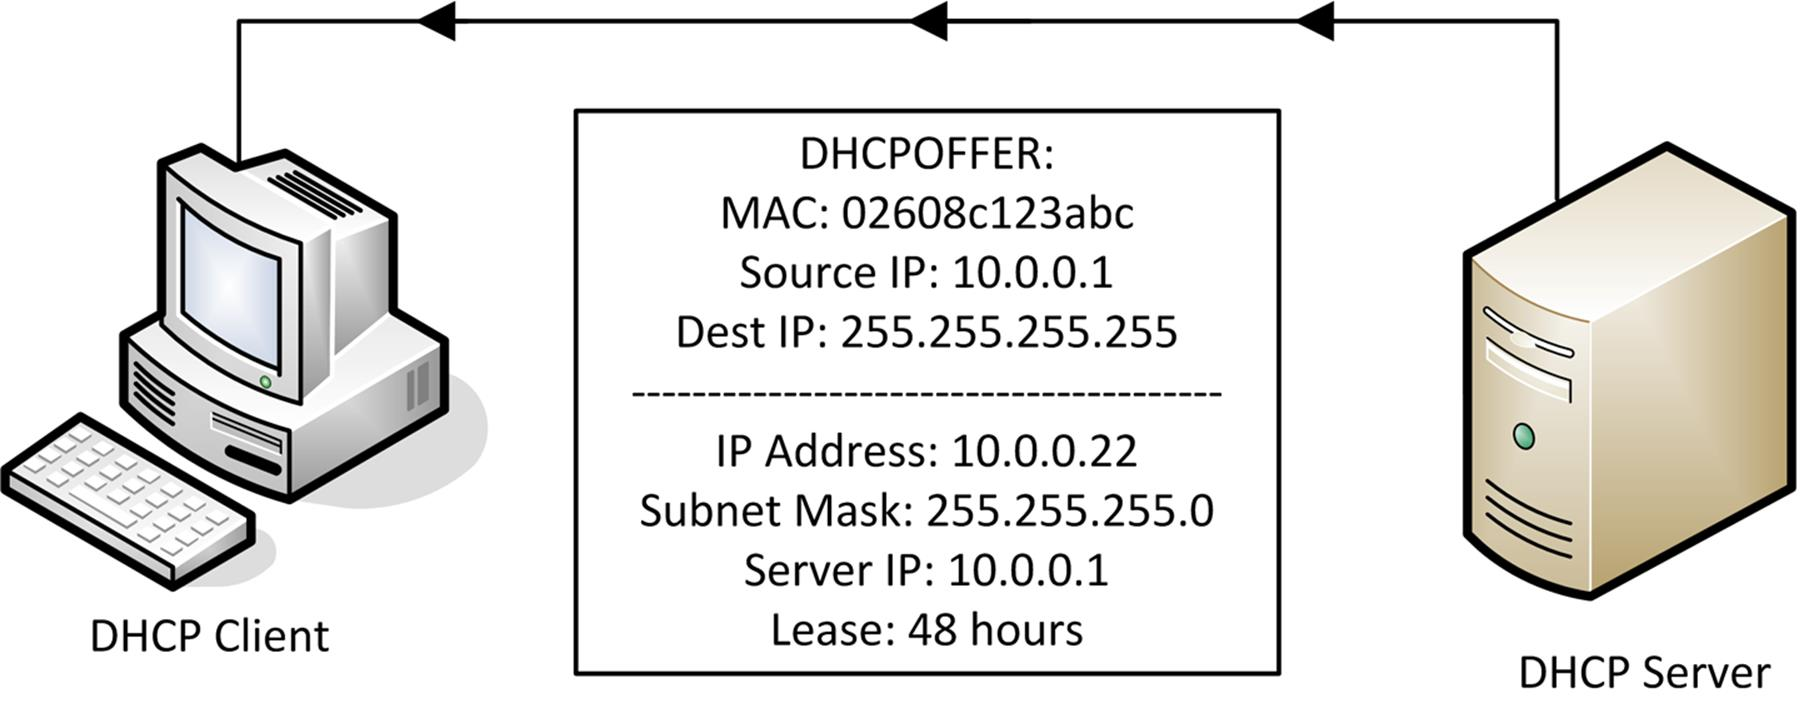 DHCPOFFER:
MAC: 02608c123abc
Source IP: 10.0.0.1
Dest IP: 255.255.255.255
---------------------------------------
IP Address: 10.0.0.22
Subnet Mask: 255.255.255.0
Server IP: 10.0.0.1
Lease: 48 hours
DHCP Client
DHCP Server